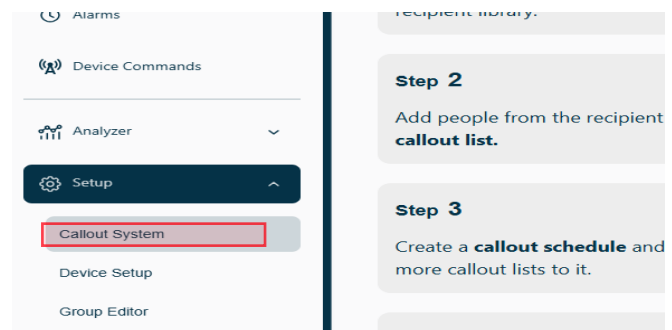 Alarms
Device Commands
Analyzer
Setup
Callout System
Device Setup
Group Editor
recipient library.
Step 2
Add people from the recipient
callout list.
Step 3
Create a callout schedule and
more callout lists to it.